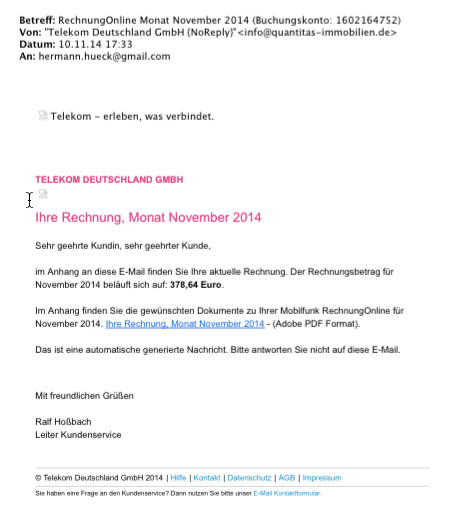 Betreff: RechnungOnline Monat November 2014 (Buchungskonto: 1602164752)
Von: "Telekom Deutschland GmbH {NoReply}"<info@quantitas-immobilien.de>
Datum: 10.11.14 17:33
An: hermann.hueck@gmail.com
Telekom – erleben, was verbindet.
TELEKOM DEUTSCHLAND GMBH
Ihre Rechnung, Monat November 2014
Sehr geehrte Kundin, sehr geehrter Kunde,
im Anhang an diese E-Mail finden Sie Ihre aktuelle Rechnung. Der Rechnungsbetrag für
November 2014 beläuft sich auf: 378,64 Euro.
Im Anhang finden Sie die gewünschten Dokumente zu Ihrer Mobilfunk RechnungOnline für
November 2014. Ihre Rechnung, Monat November 2014 - (Adobe PDF Format).
Das ist eine automatische generierte Nachricht. Bitte antworten Sie nicht auf diese E-Mail.
Mit freundlichen Grüßen
Ralf Hoßbach
Leiter Kundenservice
© Telekom Deutschland GmbH 2014 | Hilfe | Kontakt | Datenschutz | AGB | Impressum
Sie haben eine Frage an den Kundenservice? Dann nutzen Sie bitte unser E-Mail Kontaktformular.